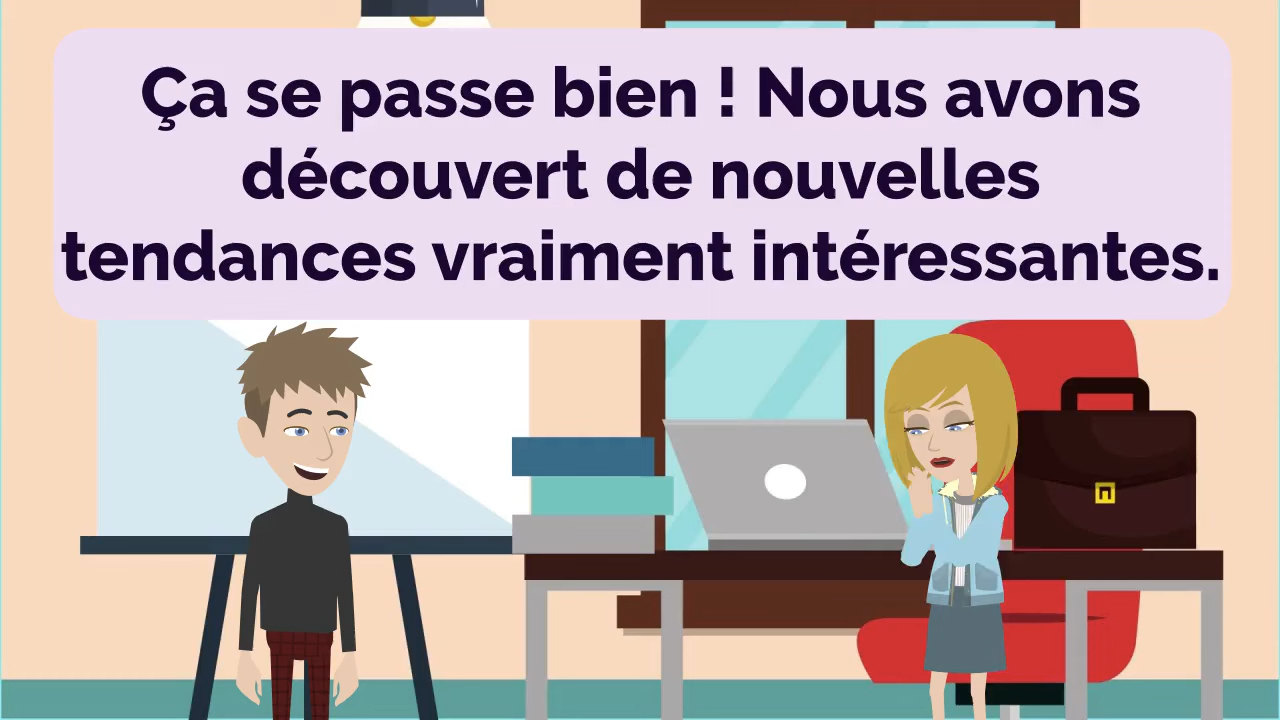 Ça se passe bien ! Nous avons
découvert de nouvelles
tendances vraiment intéressantes.